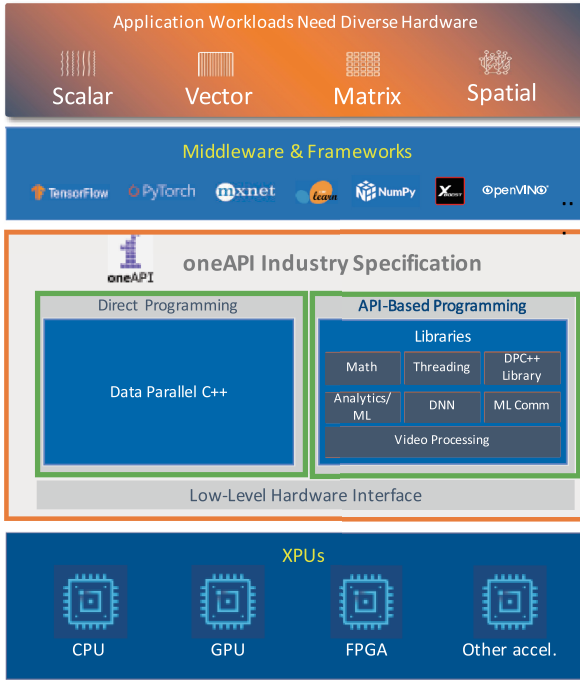 Application Workloads Need Diverse Hardware
Scalar Vector Matrix Spatial
Middleware & Frameworks
TensorFlow PyTorch mxnet learn NumPy XBoost OpenVINO
..
.
oneAPI
oneAPI Industry Specification
Direct Programming
API-Based Programming
Data Parallel C++
Libraries
Math Threading DPC++
Library
Analytics/
ML DNN ML Comm
Video Processing
Low-Level Hardware Interface
XPUs
CPU GPU FPGA Other accel.